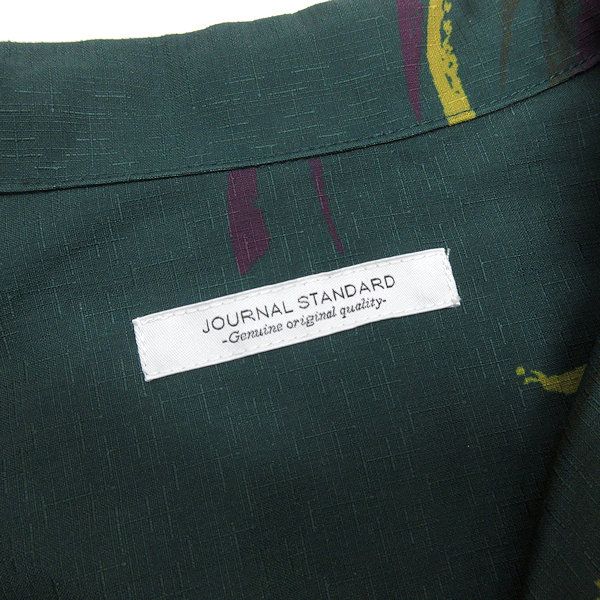 JOURNAL STANDARD
-Genuine original quality-